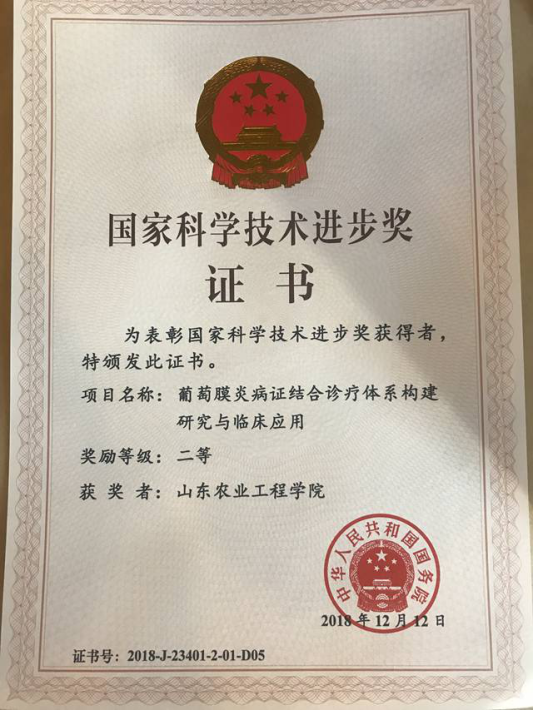 国家科学技术进步奖
证书
为表彰国家科学技术进步奖获得者，
特颁发此证书。
项目名称：葡萄膜炎病证结合诊疗体系构建
研究与临床应用
奖励等级：二等
获奖者：山东农业工程学院
中华人民共和国国务院
2018年12月12日
证书号：2018-J-23401-2-01-D05